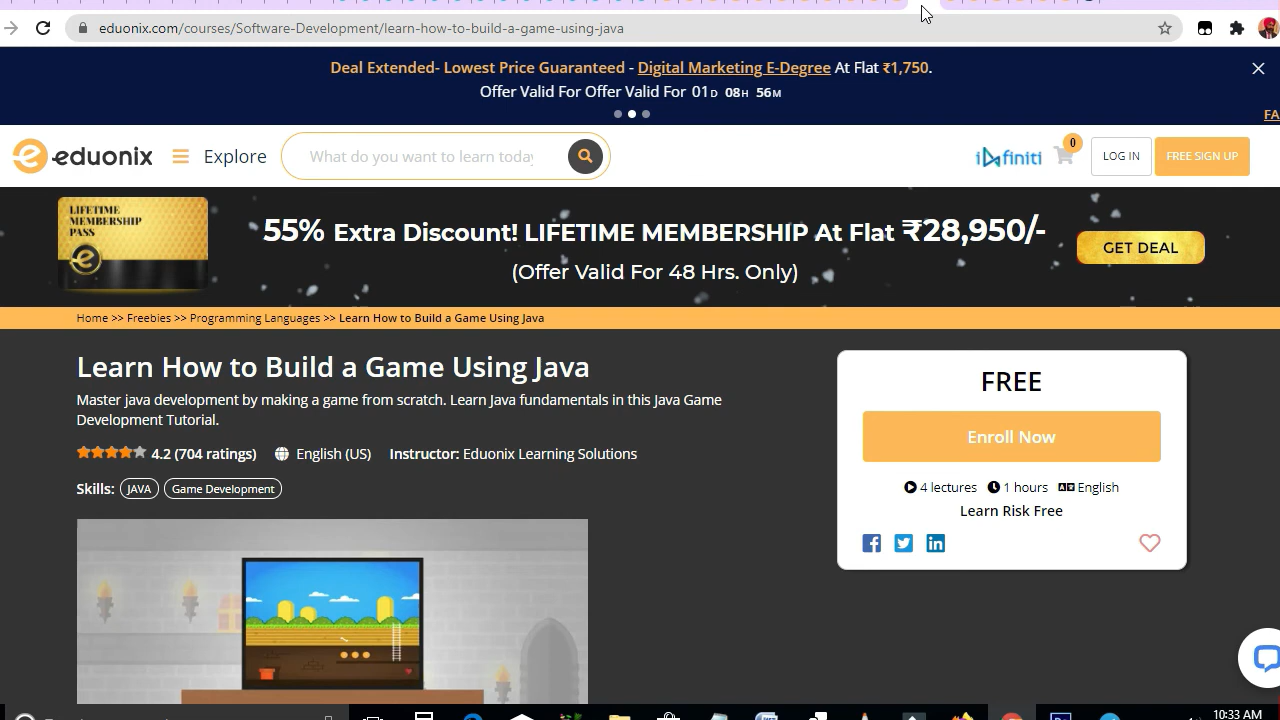 eduonix.com/courses/Software-Development/learn-how-to-build-a-game-using-java
Deal Extended- Lowest Price Guaranteed - Digital Marketing E-Degree At Flat ₹1,750.
Offer Valid For Offer Valid For 01D 08H 56M
FA
eduonix
Explore
What do you want to learn today
infiniti
0
LOG IN
FREE SIGN UP
LIFETIME
MEMBERSHIP
PASS
55% Extra Discount! LIFETIME MEMBERSHIP At Flat ₹28,950/-
(Offer Valid For 48 Hrs. Only)
GET DEAL
Home >> Freebies >> Programming Languages >> Learn How to Build a Game Using Java
Learn How to Build a Game Using Java
Master java development by making a game from scratch. Learn Java fundamentals in this Java Game
Development Tutorial.
4.2 (704 ratings)
English (US)
Instructor: Eduonix Learning Solutions
Skills:
JAVA
Game Development
FREE
Enroll Now
4 lectures
1 hours
English
Learn Risk Free
10:33 AM